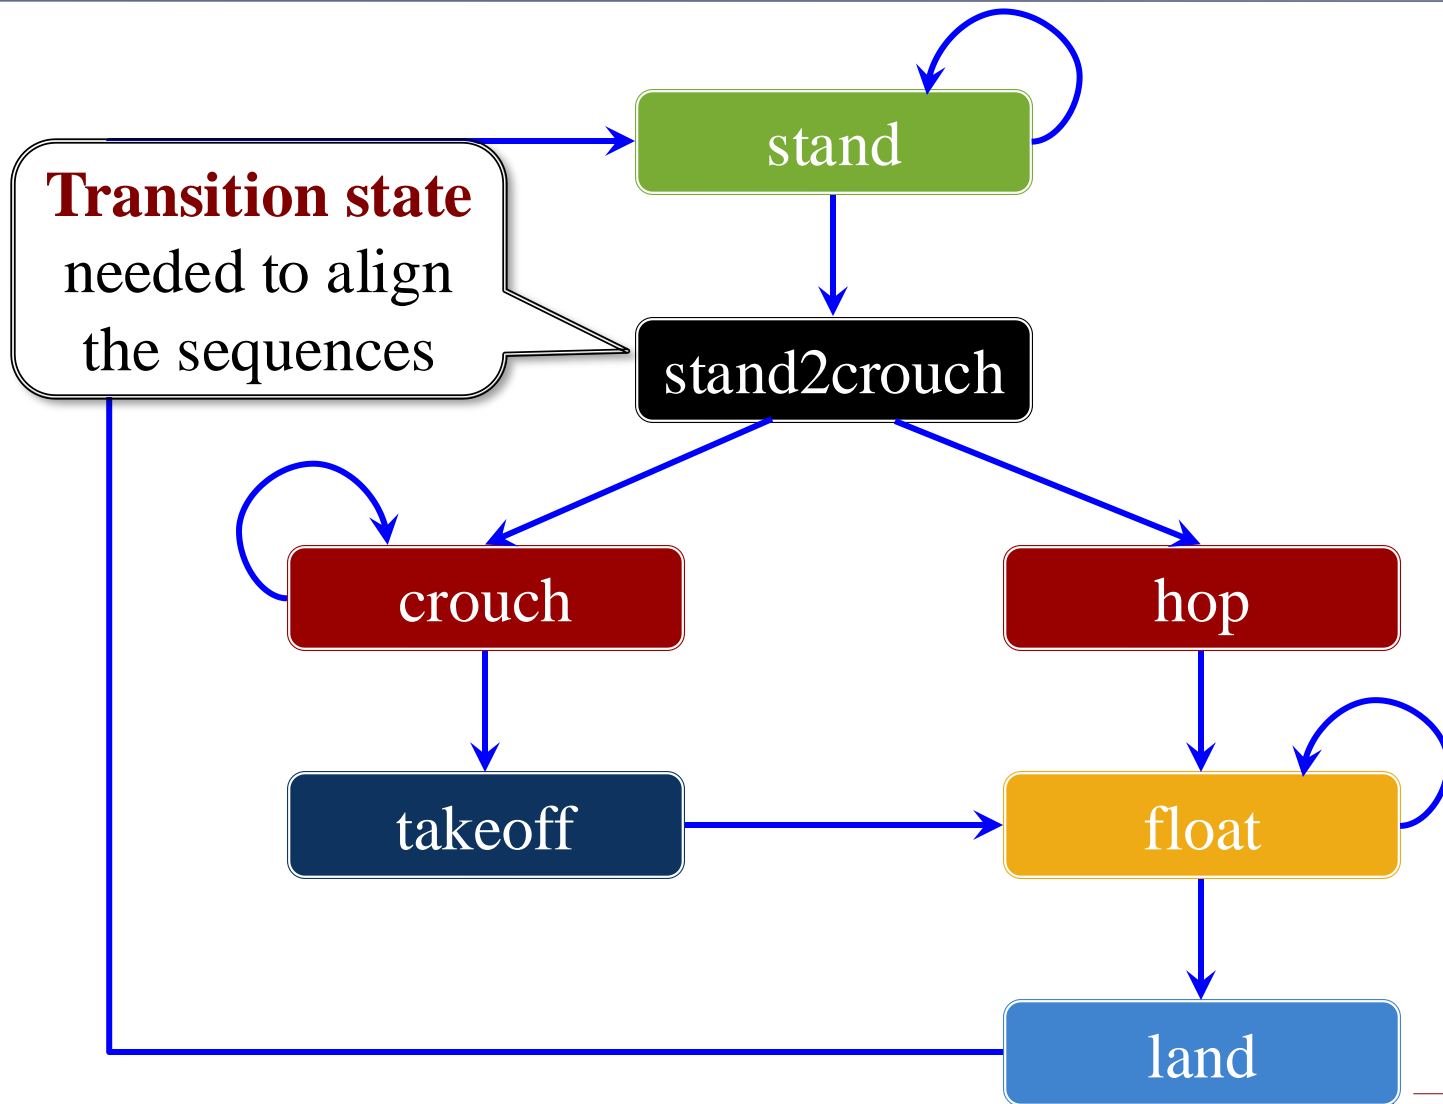 stand
Transition state
needed to align
the sequences
stand2crouch
crouch
hop
takeoff
float
land